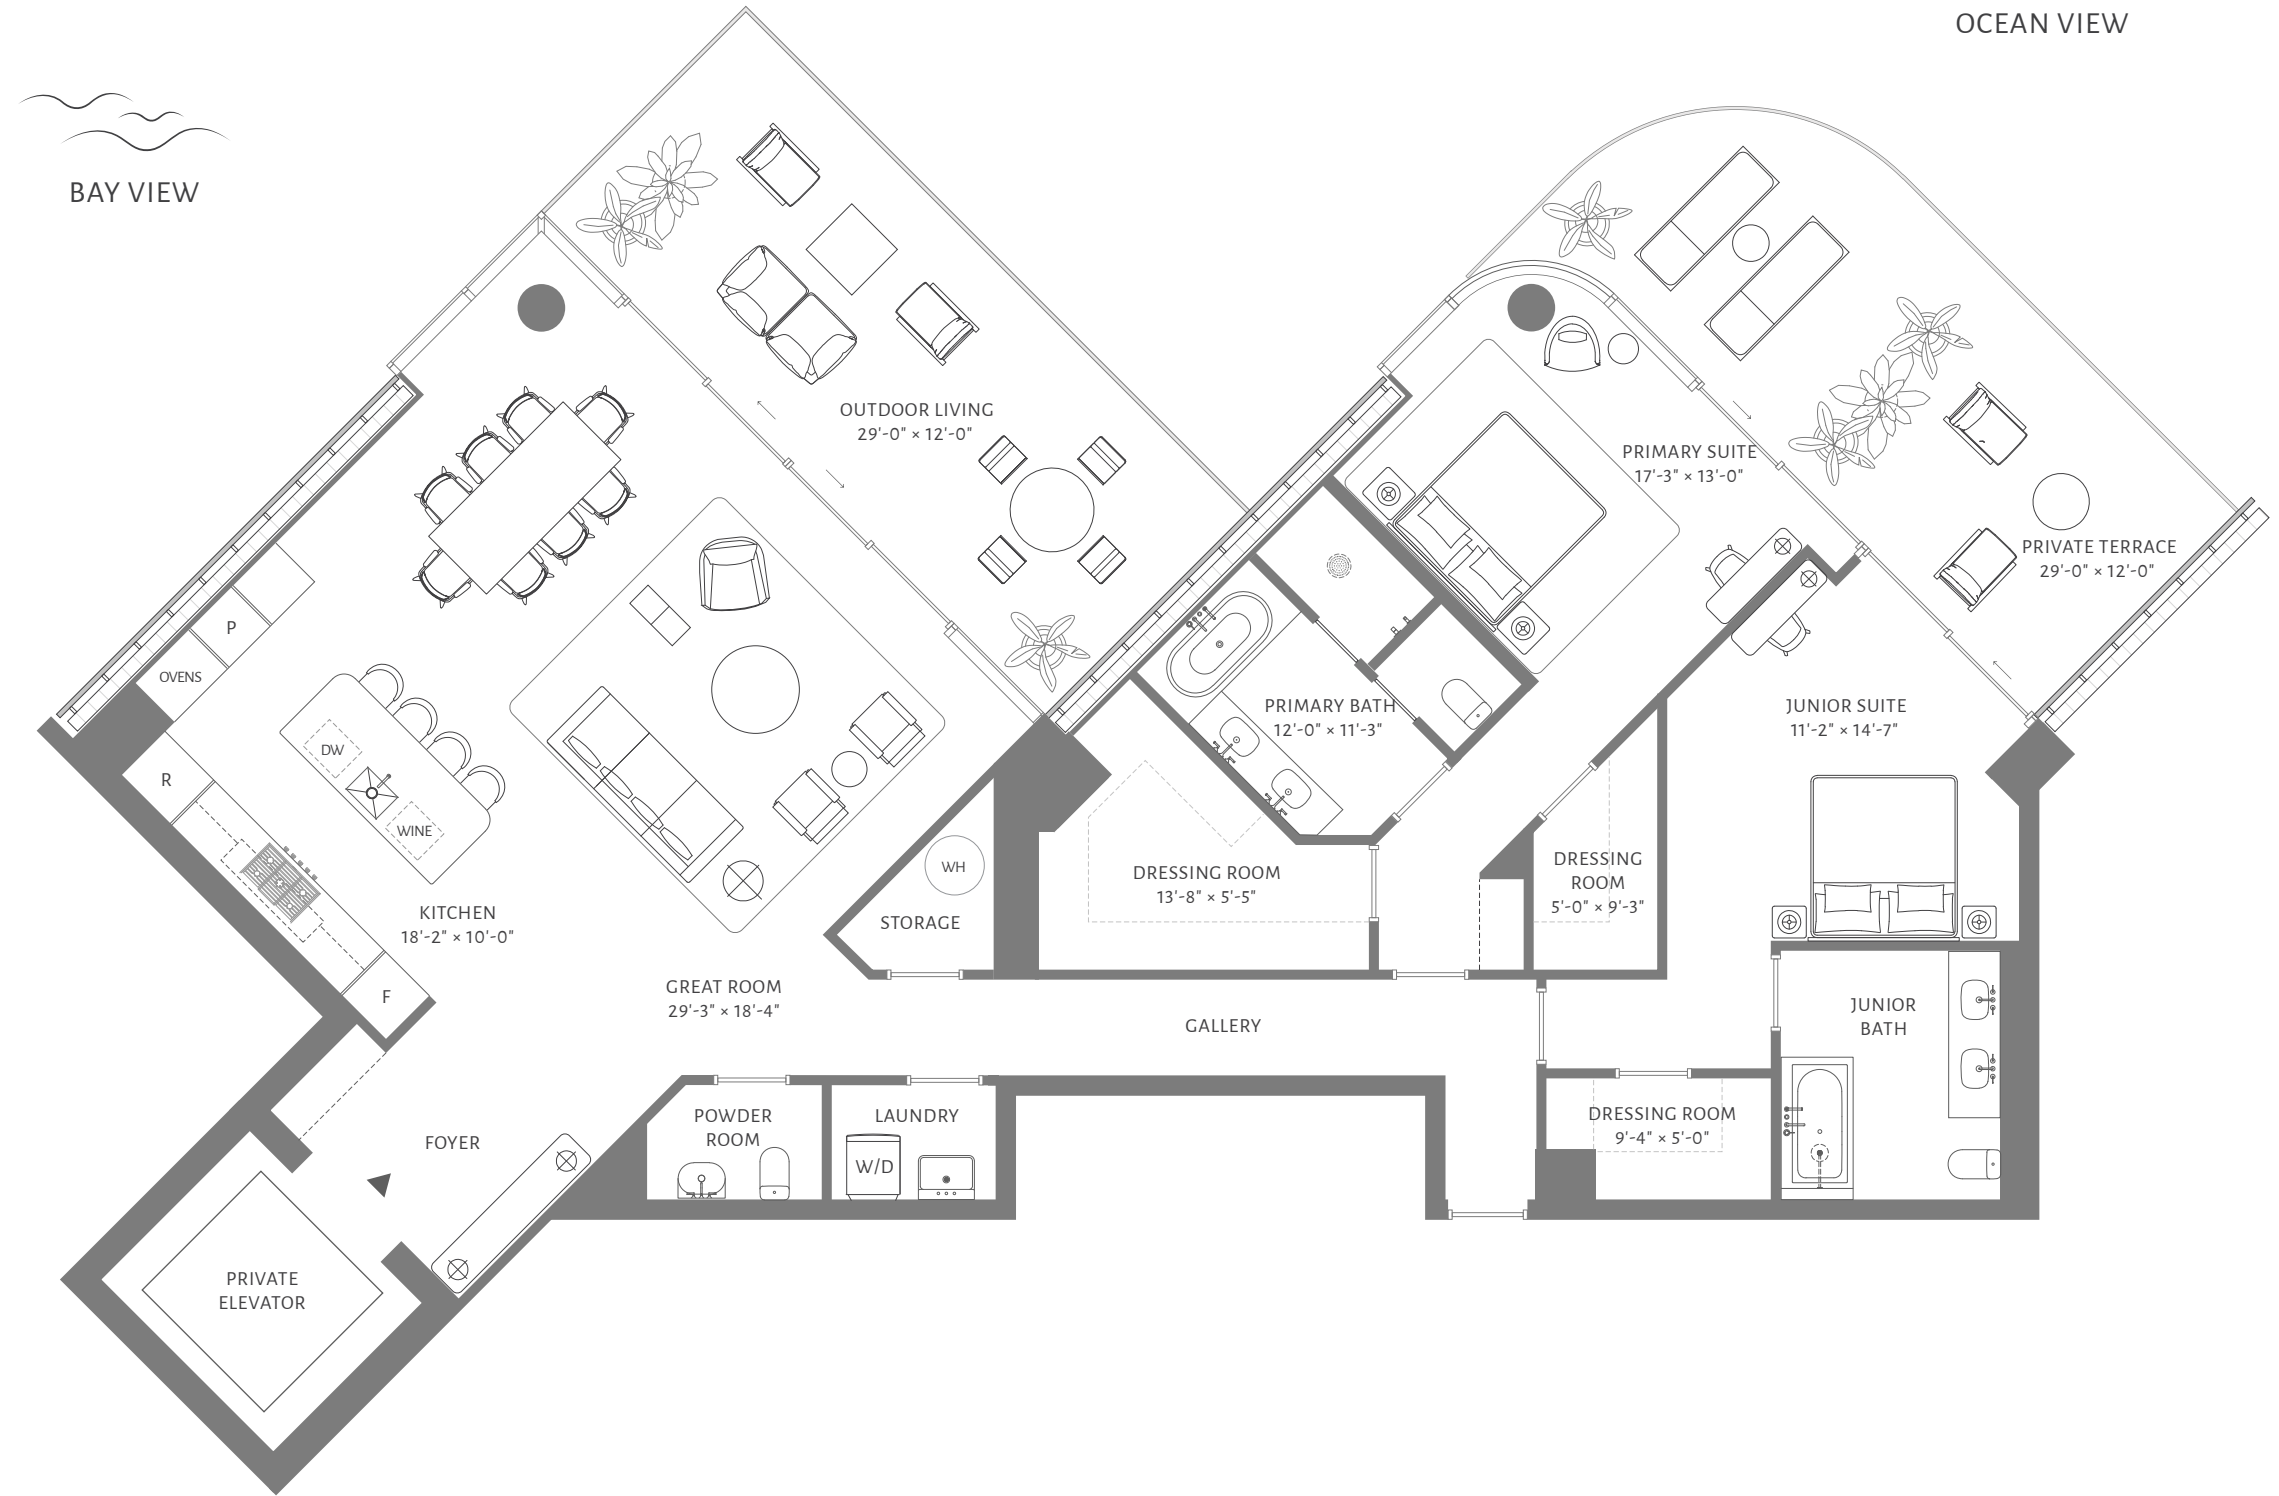 OCEAN VIEW
BAY VIEW
OUTDOOR LIVING
29'-0" × 12'-0"
PRIMARY SUITE
17'-3" × 13'-0"
PRIVATE TERRACE
29'-0" × 12'-0"
P
OVENS
DW
R
WINE
PRIMARY BATH
12'-0" × 11'-3"
JUNIOR SUITE
11'-2" × 14'-7"
WH
STORAGE
DRESSING ROOM
13'-8" × 5'-5"
DRESSING
ROOM
5'-0" × 9'-3"
KITCHEN
18'-2" × 10'-0"
F
GREAT ROOM
29'-3" × 18'-4"
GALLERY
JUNIOR
BATH
FOYER
POWDER
ROOM
LAUNDRY
W/D
DRESSING ROOM
9'-4" × 5'-0"
PRIVATE
ELEVATOR